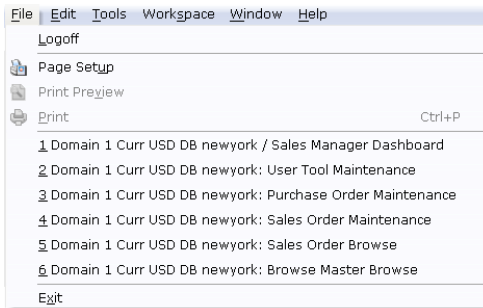 File Edit Tools Workspace Window Help
Logoff
Page Setup
Print Preview
Print Ctrl+P
1 Domain 1 Curr USD DB newyork / Sales Manager Dashboard
2 Domain 1 Curr USD DB newyork: User Tool Maintenance
3 Domain 1 Curr USD DB newyork: Purchase Order Maintenance
4 Domain 1 Curr USD DB newyork: Sales Order Maintenance
5 Domain 1 Curr USD DB newyork: Sales Order Browse
6 Domain 1 Curr USD DB newyork: Browse Master Browse
Exit